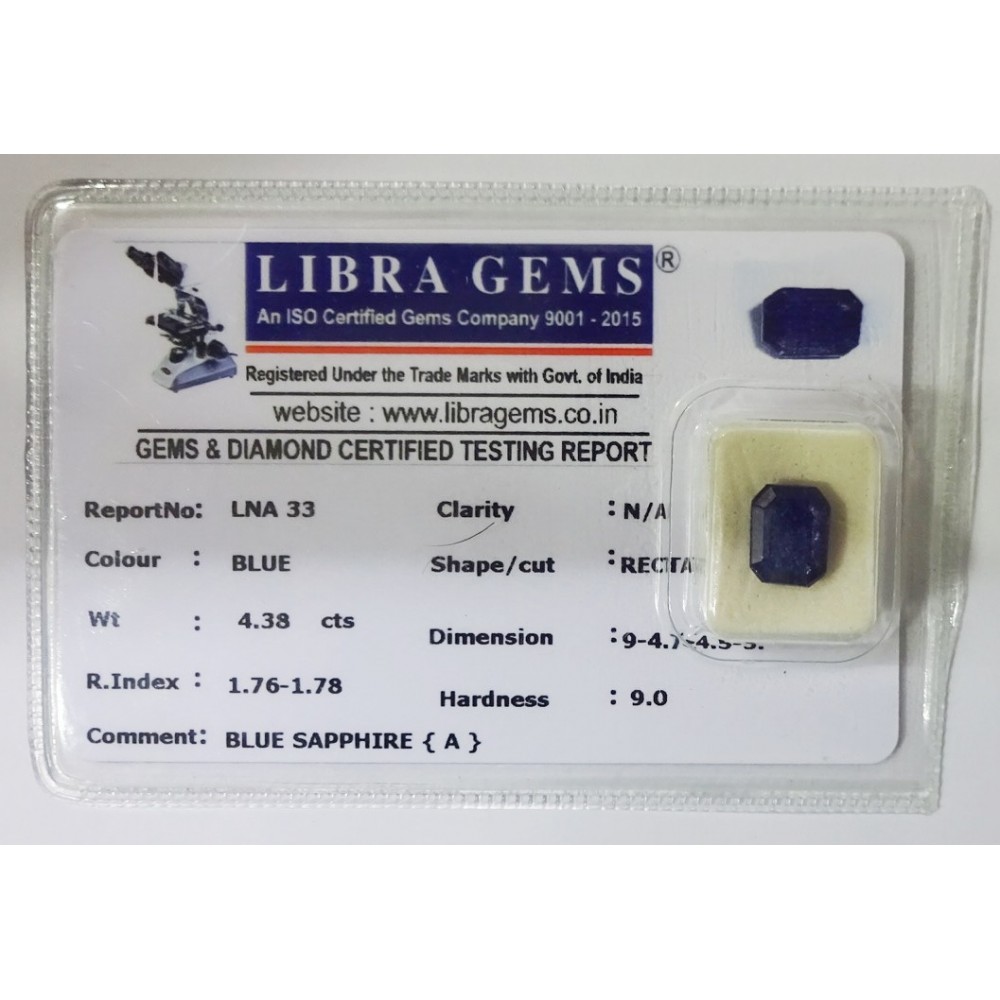 LIBRA GEMS ®
An ISO Certified Gems Company 9001 - 2015
Registered Under the Trade Marks with Govt. of India
website : www.libragems.co.in
GEMS & DIAMOND CERTIFIED TESTING REPORT
ReportNo: LNA 33 Clarity : N/A
Colour : BLUE Shape/cut :
Wt : 4.38 cts Dimension :
R.Index : 1.76-1.78 Hardness : 9.0
Comment: BLUE SAPPHIRE { A }